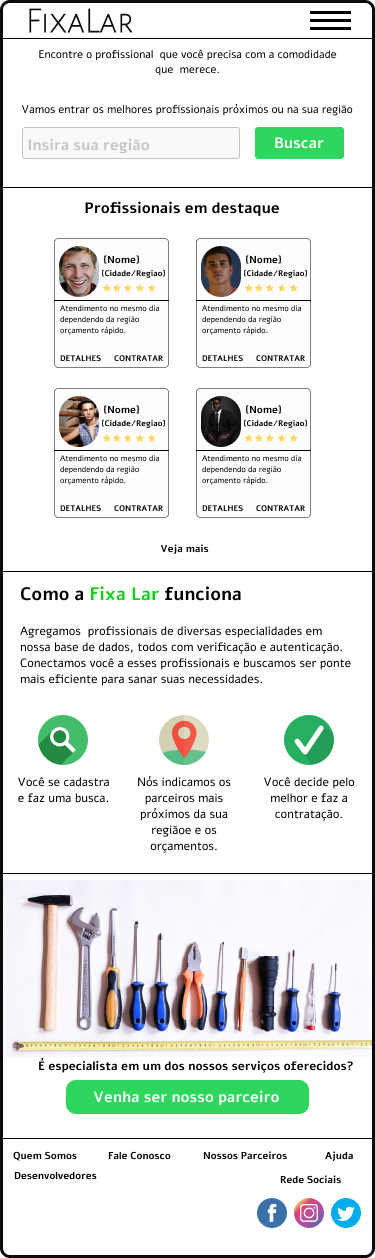 FIXALAR
Encontre o profissional que você precisa com a comodidade
que merece.
Vamos entrar os melhores profissionais próximos ou na sua região
Insira sua região
Buscar
Profissionais em destaque
(Nome)
(Cidade/Regiao)
Atendimento no mesmo dia
dependendo da região
orçamento rápido.
DETALHES CONTRATAR
(Nome)
(Cidade/Regiao)
Atendimento no mesmo dia
dependendo da região
orçamento rápido.
DETALHES CONTRATAR
(Nome)
(Cidade/Regiao)
Atendimento no mesmo dia
dependendo da região
orçamento rápido.
DETALHES CONTRATAR
(Nome)
(Cidade/Regiao)
Atendimento no mesmo dia
dependendo da região
orçamento rápido.
DETALHES CONTRATAR
Veja mais
Como a Fixa Lar funciona
Agregamos profissionais de diversas especialidades em
nossa base de dados, todos com verificação e autenticação.
Conectamos você a esses profissionais e buscamos ser ponte
mais eficiente para sanar suas necessidades.
Você se cadastra
e faz uma busca.
Nós indicamos os
parceiros mais
próximos da sua
regiãoe e os
orçamentos.
Você decide pelo
melhor e faz a
contratação.
É especialista em um dos nossos serviços oferecidos?
Venha ser nosso parceiro
Quem Somos Fale Conosco Nossos Parceiros Ajuda
Desenvolvedores
Rede Sociais